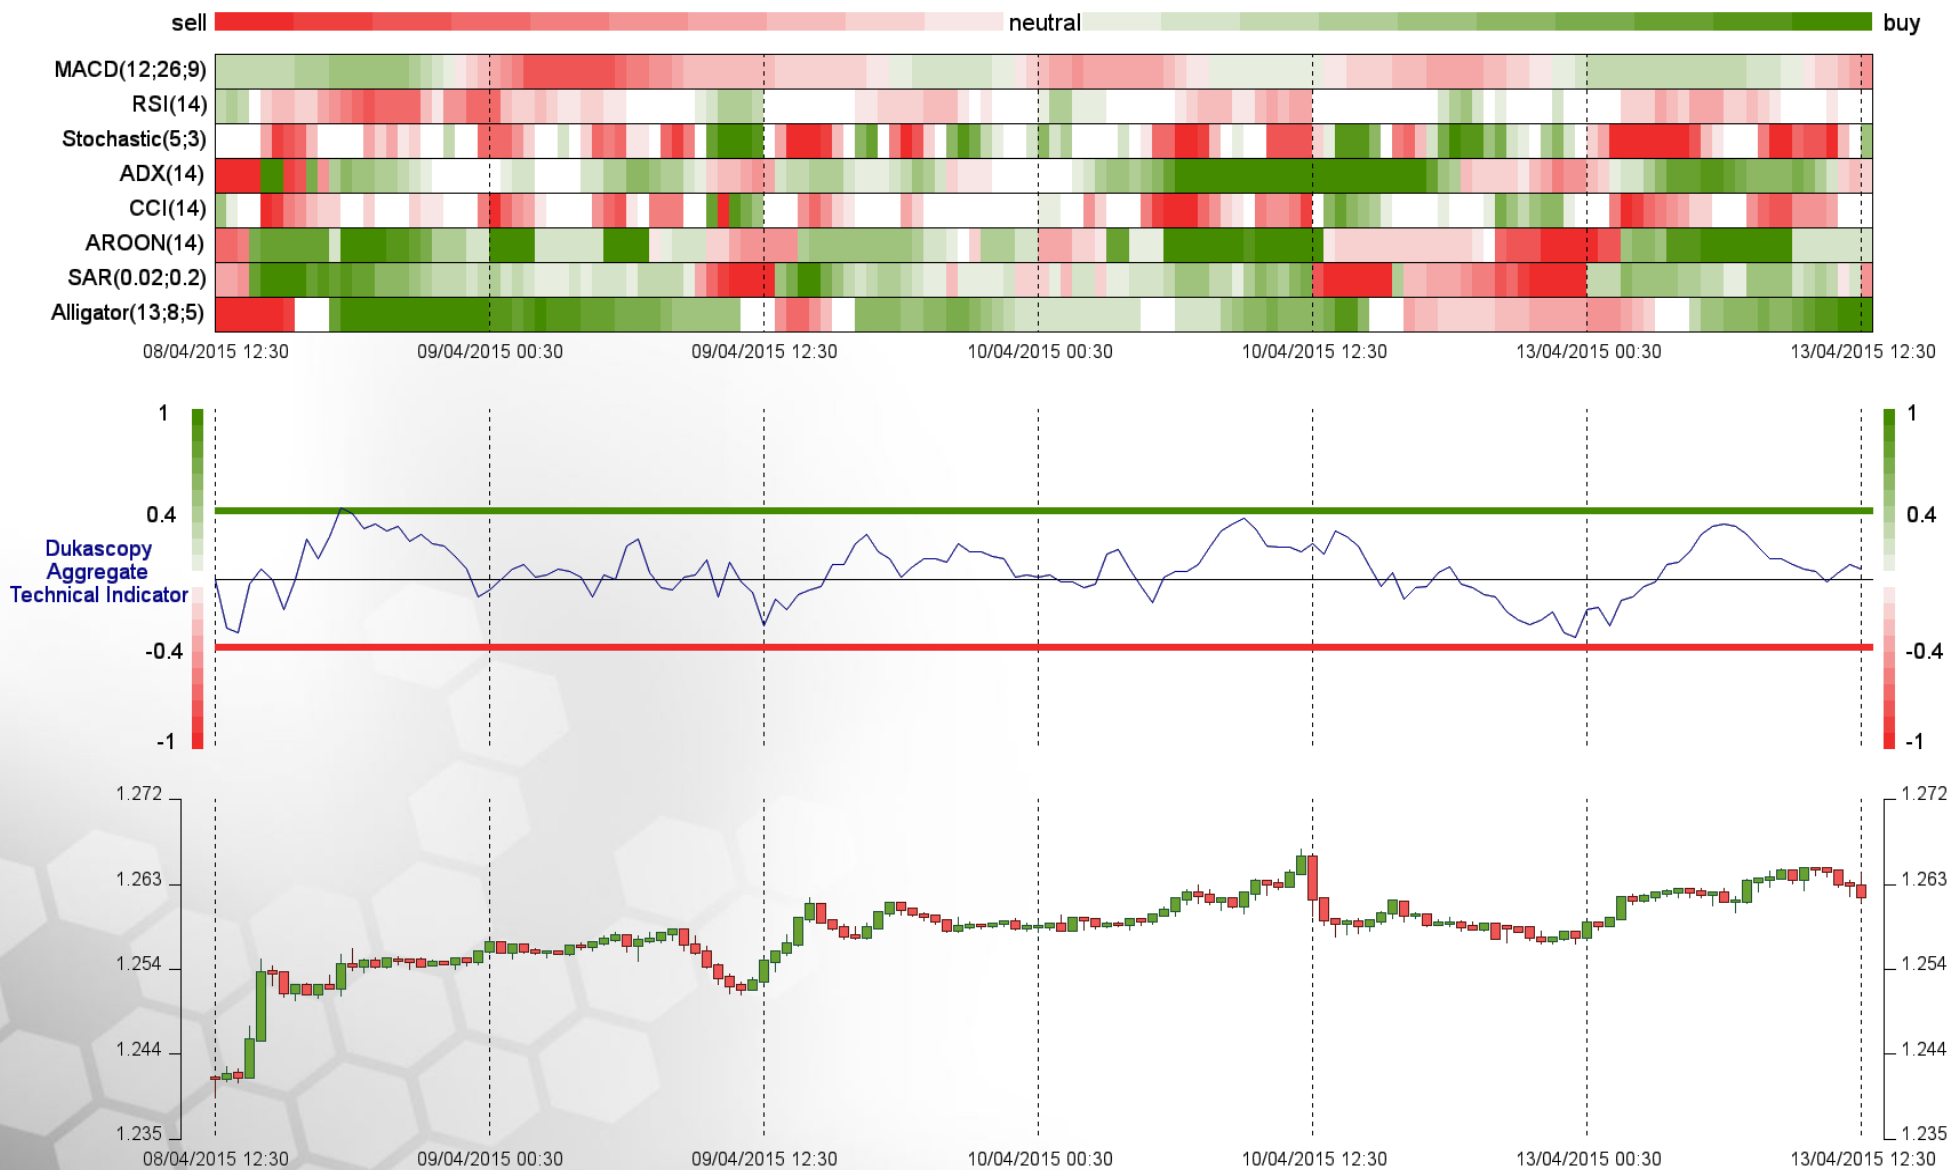 sell neutral buy
MACD(12;26;9)
RSI(14)
Stochastic(5;3)
ADX(14)
CCI(14)
AROON(14)
SAR(0.02;0.2)
Alligator(13;8;5)
08/04/2015 12:30 09/04/2015 00:30 09/04/2015 12:30 10/04/2015 00:30 10/04/2015 12:30 13/04/2015 00:30 13/04/2015 12:30
1 1
0.4 0.4
Dukascopy
Aggregate
Technical Indicator
-0.4 -0.4
-1 -1
1.272 1.272
1.263 1.263
1.254 1.254
1.244 1.244
1.235 1.235
08/04/2015 12:30 09/04/2015 00:30 09/04/2015 12:30 10/04/2015 00:30 10/04/2015 12:30 13/04/2015 00:30 13/04/2015 12:30